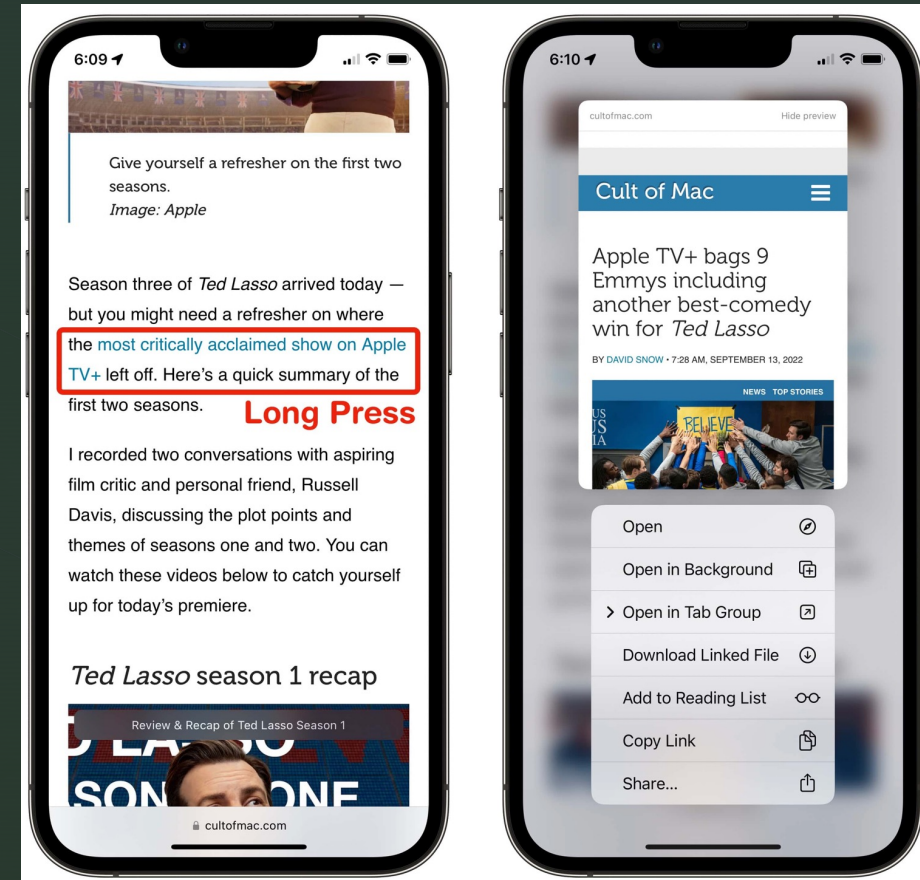 6:09
Give yourself a refresher on the first two
seasons.
Image: Apple
Season three of Ted Lasso arrived today —
but you might need a refresher on where
the most critically acclaimed show on Apple
TV+ left off. Here’s a quick summary of the
first two seasons.
Long Press
I recorded two conversations with aspiring
film critic and personal friend, Russell
Davis, discussing the plot points and
themes of seasons one and two. You can
watch these videos below to catch yourself
up for today’s premiere.
Ted Lasso season 1 recap
Review & Recap of Ted Lasso Season 1
D LASSO
SON ONE
cultofmac.com
6:10
cultofmac.com Hide preview
Cult of Mac
Apple TV+ bags 9
Emmys including
another best-comedy
win for Ted Lasso
BY DAVID SNOW • 7:28 AM, SEPTEMBER 13, 2022
NEWS TOP STORIES
US
IS
IA
BELIEVE
Open
Open in Background
Open in Tab Group
Download Linked File
Add to Reading List
Copy Link
Share...